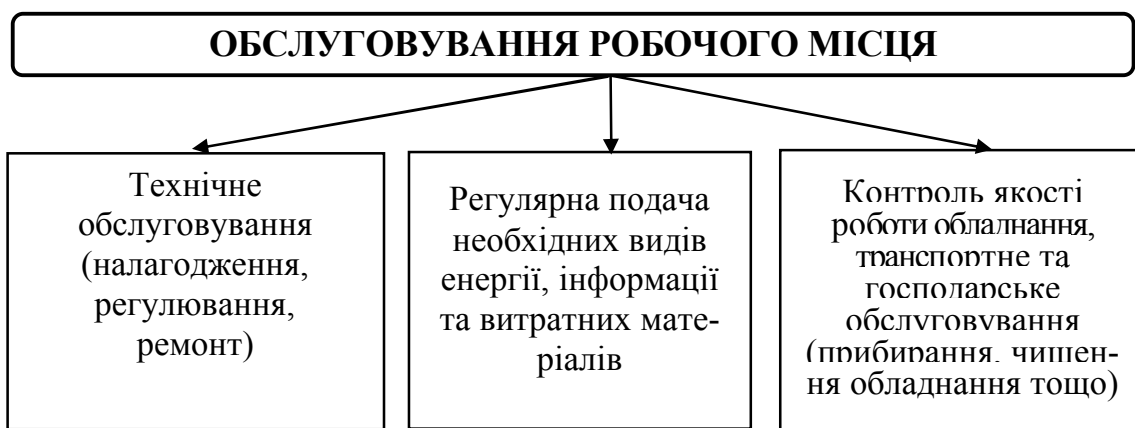 ОБСЛУГОВУВАННЯ РОБОЧОГО МІСЦЯ
Технічне
обслуговування
(налагодження,
регулювання,
ремонт)
Регулярна подача
необхідних видів
енергії, інформації
та витратних мате-
ріалів
Контроль якості
роботи обладнання,
транспортне та
господарське
обслуговування
(прибирання, чищен-
ня обладнання тощо)